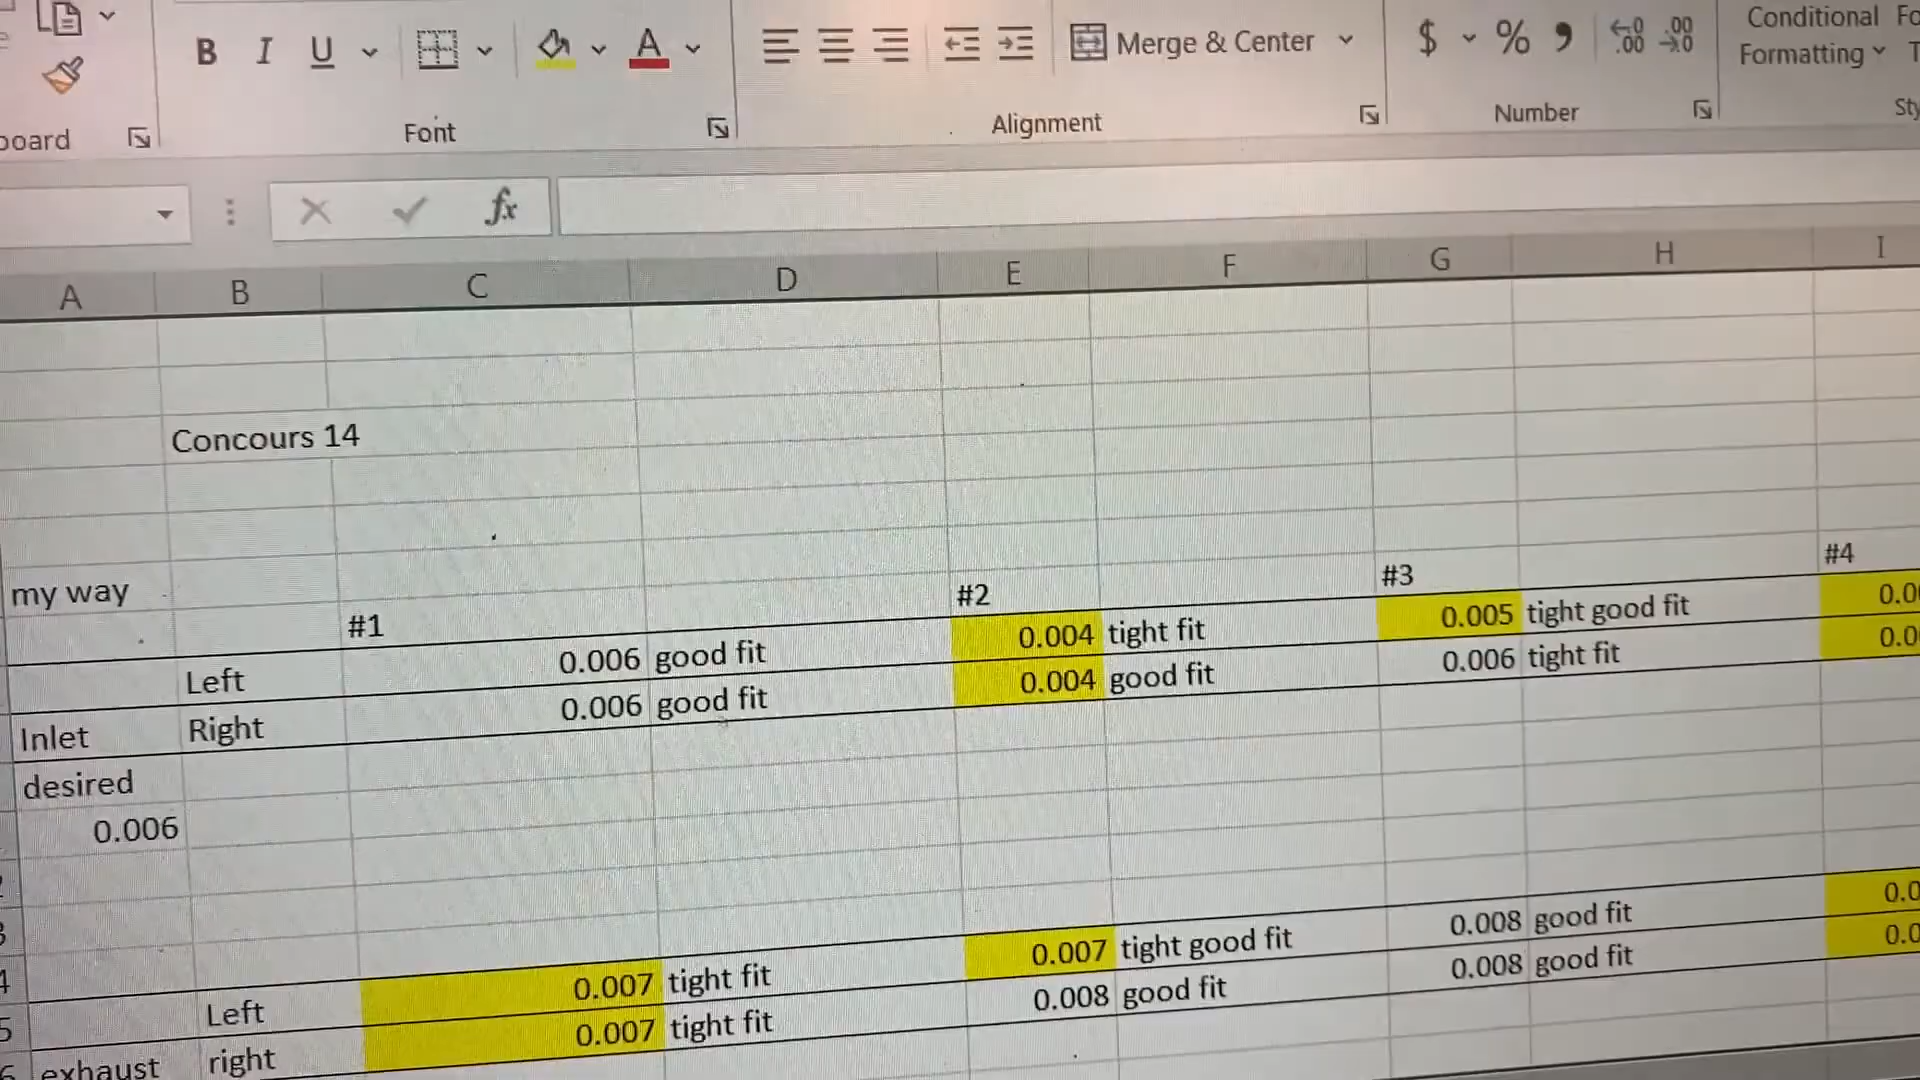 Conditional
B I U A Merge & Center $ % 9 .00 .00 Formatting
Font Alignment Number
fx
A B C D E F G H I
Concours 14
my way
#1 #2 #3 #4
Left 0.006 good fit 0.004 tight fit 0.005 tight good fit
Inlet Right 0.006 good fit 0.004 good fit 0.006 tight fit
desired
0.006
Left 0.007 tight fit 0.007 tight good fit 0.008 good fit
exhaust right 0.007 tight fit 0.008 good fit 0.008 good fit